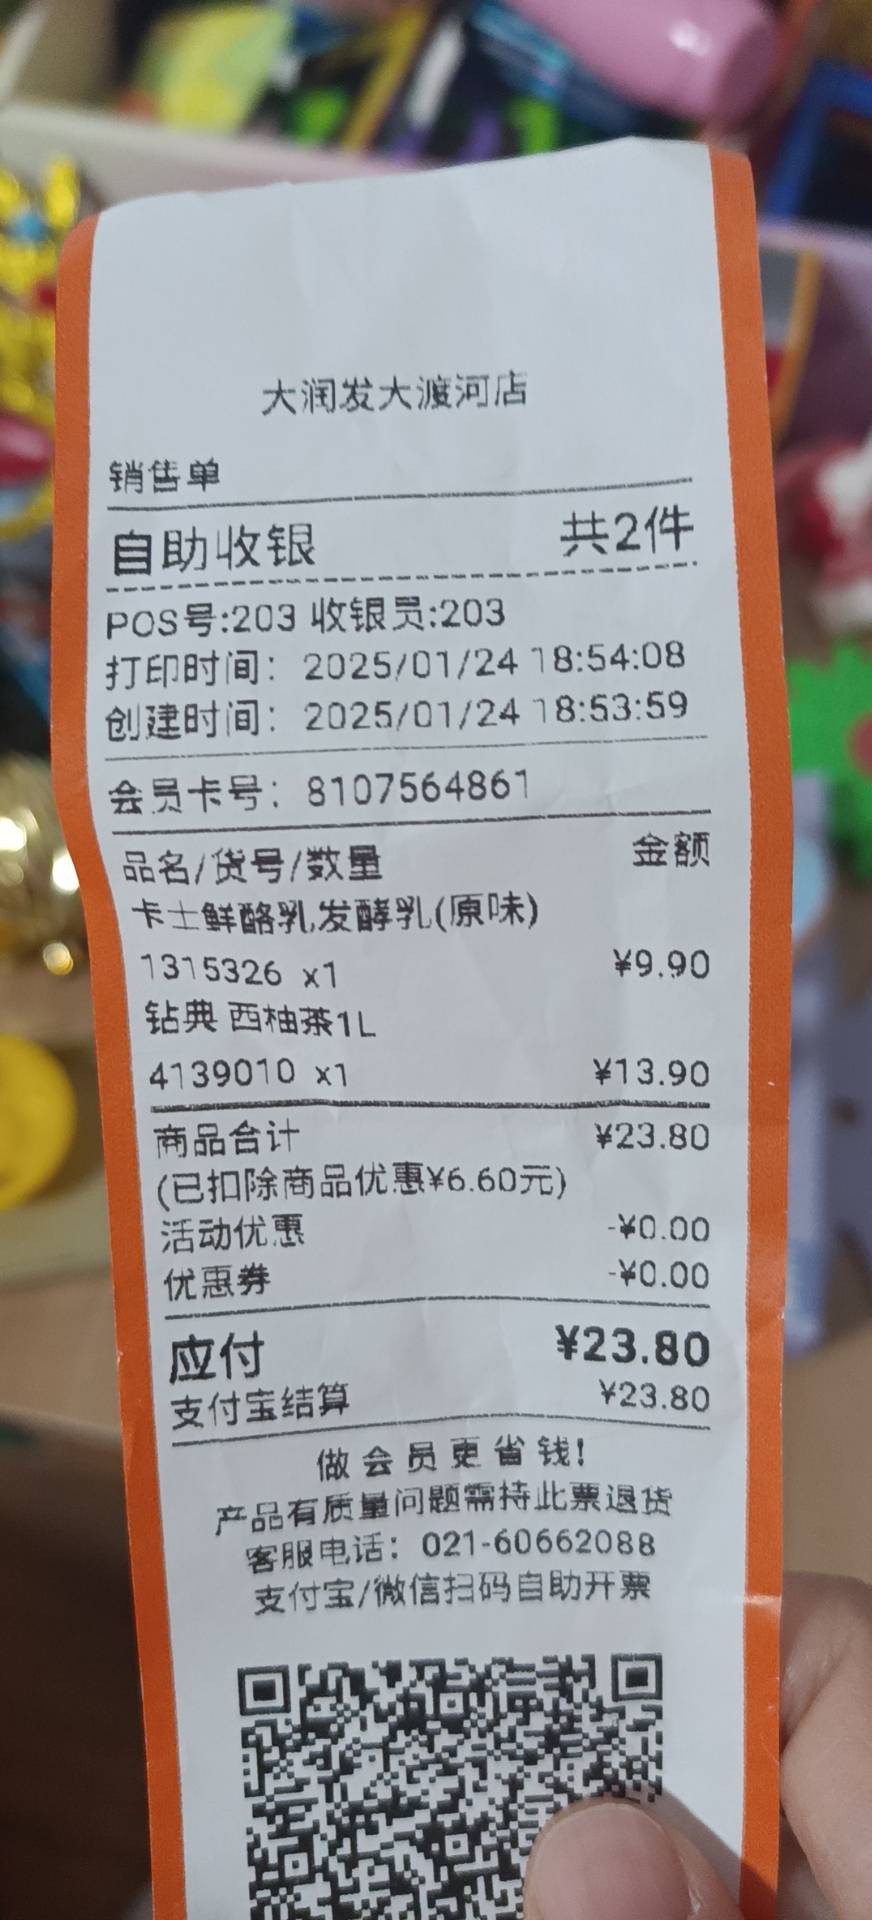 大润发大渡河店
销售单
自助收银 共2件
POS号:203 收银员:203
打印时间: 2025/01/24 18:54:08
创建时间: 2025/01/24 18:53:59
会员卡号: 8107564861
品名/货号/数量 金额
卡士鲜酪乳发酵乳(原味)
1315326 x1 ¥9.90
钻典 西柚茶1L
4139010 x1 ¥13.90
商品合计 ¥23.80
(已扣除商品优惠¥6.60元)
活动优惠 -¥0.00
优惠券 -¥0.00
应付 ¥23.80
支付宝结算 ¥23.80
做会员更省钱!
产品有质量问题需持此票退货
客服电话: 021-60662088
支付宝/微信扫码自助开票